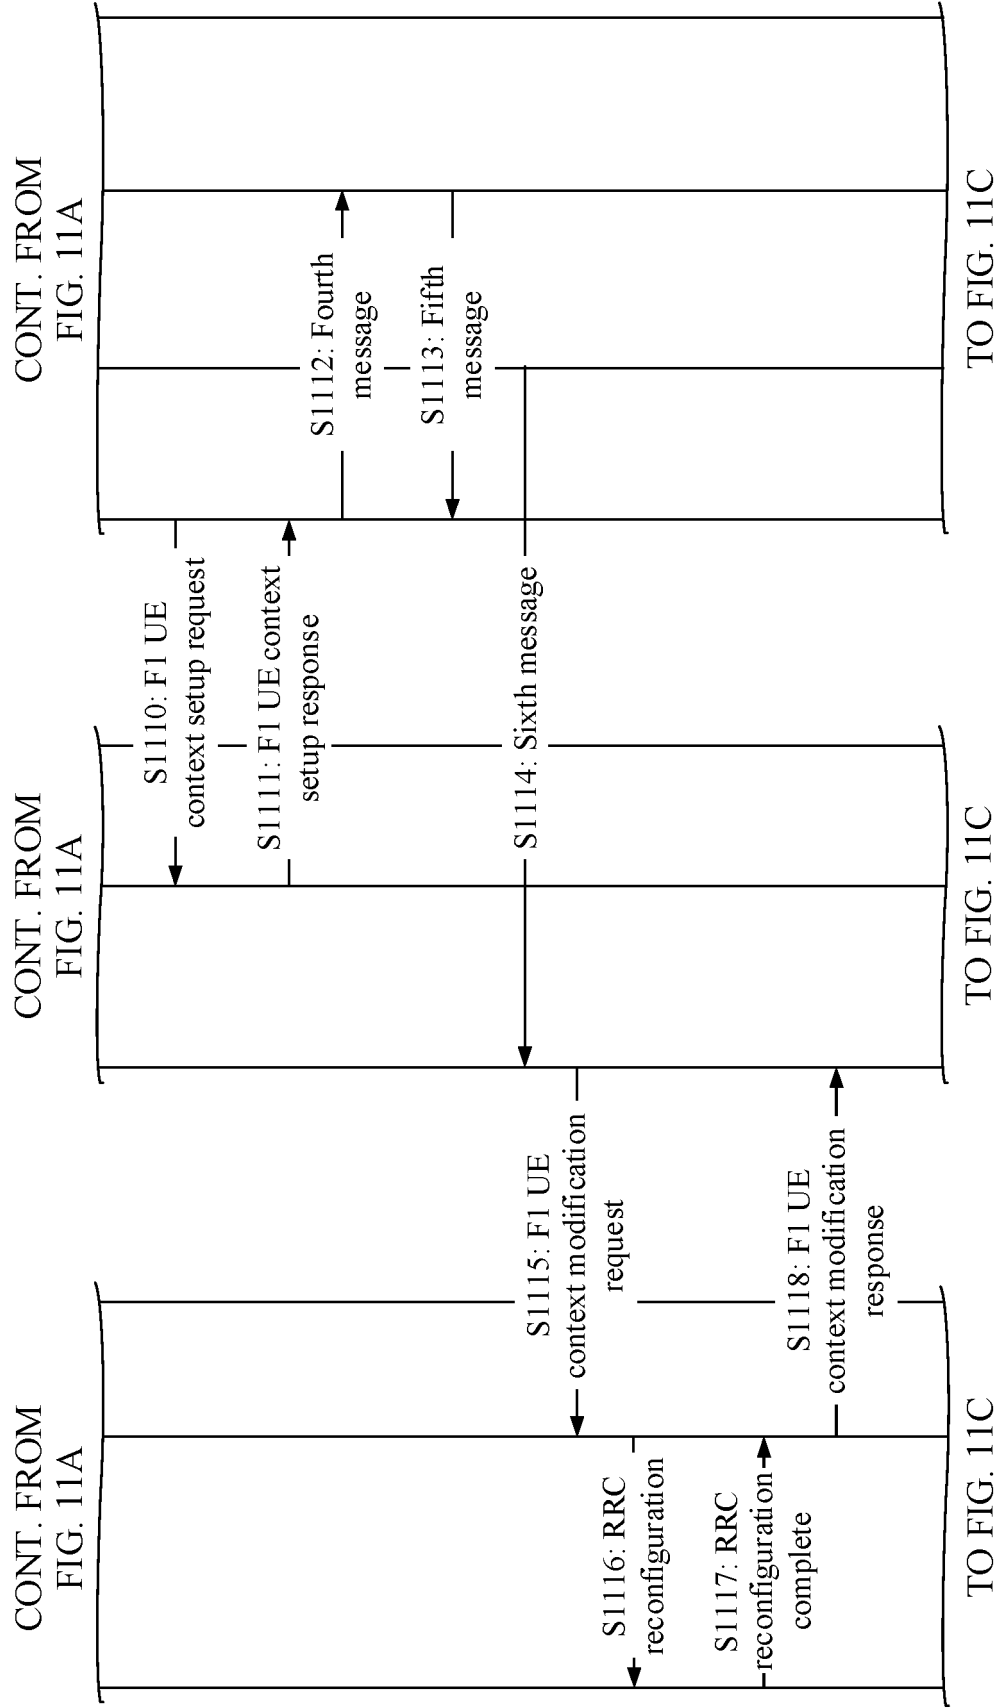 CONT. FROM
FIG. 11A
CONT. FROM
FIG. 11A
CONT. FROM
FIG. 11A
S1110: F1 UE
context setup request
S1111: F1 UE context
setup response
S1112: Fourth
message
S1113: Fifth
message
S1114: Sixth message
S1115: F1 UE
context modification
request
S1116: RRC
reconfiguration
S1117: RRC
reconfiguration
complete
S1118: F1 UE
context modification
response
TO FIG. 11C
TO FIG. 11C
TO FIG. 11C